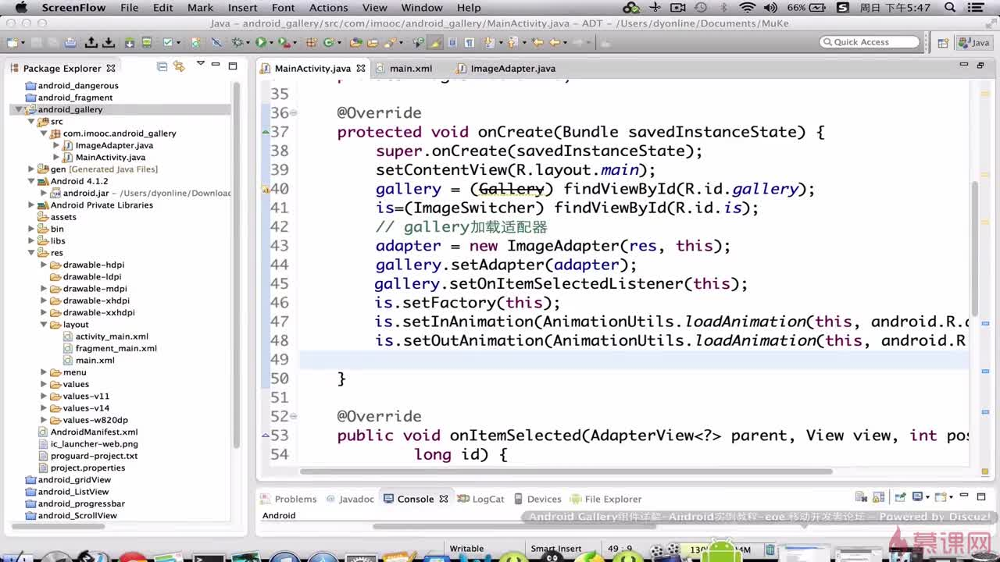 ScreenFlow File Edit Mark Insert Font Actions View Window Help 66% 周日 下午5:47
Java - android_gallery/src/com/imooc/android_gallery/MainActivity.java - ADT - /Users/dyonline/Documents/MuKe
Quick Access Java
Package Explorer
MainActivity.java main.xml ImageAdapter.java
android_dangerous
android_fragment
android_gallery
src
com.imooc.android_gallery
ImageAdapter.java
MainActivity.java
gen [Generated Java Files]
Android 4.1.2
android.jar - /Users/dyonline/Downloac
Android Private Libraries
assets
bin
libs
res
drawable-hdpi
drawable-ldpi
drawable-mdpi
drawable-xhdpi
drawable-xxhdpi
layout
activity_main.xml
fragment_main.xml
main.xml
menu
values
values-v11
values-v14
values-w820dp
AndroidManifest.xml
ic_launcher-web.png
proguard-project.txt
project.properties
android_gridView
android_ListView
android_progressbar
android_ScrollView
35
36 @Override
37 protected void onCreate(Bundle savedInstanceState) {
38 super.onCreate(savedInstanceState);
39 setContentView(R.layout.main);
40 gallery = (Gallery) findViewById(R.id.gallery);
41 is=(ImageSwitcher) findViewById(R.id.is);
42 // gallery加载适配器
43 adapter = new ImageAdapter(res, this);
44 gallery.setAdapter(adapter);
45 gallery.setOnItemSelectedListener(this);
46 is.setFactory(this);
47 is.setInAnimation(AnimationUtils.loadAnimation(this, android.R.a
48 is.setOutAnimation(AnimationUtils.loadAnimation(this, android.R
49
50 }
51
52 @Override
53 public void onItemSelected(AdapterView<?> parent, View view, int pos
54 long id) {
Problems Javadoc Console LogCat Devices File Explorer
Android
Android Gallery组件详解-Android实例教程-eoe 移动开发者论坛 - Powered by Discuz!
Writable Smart Insert 49 : 9
慕课网